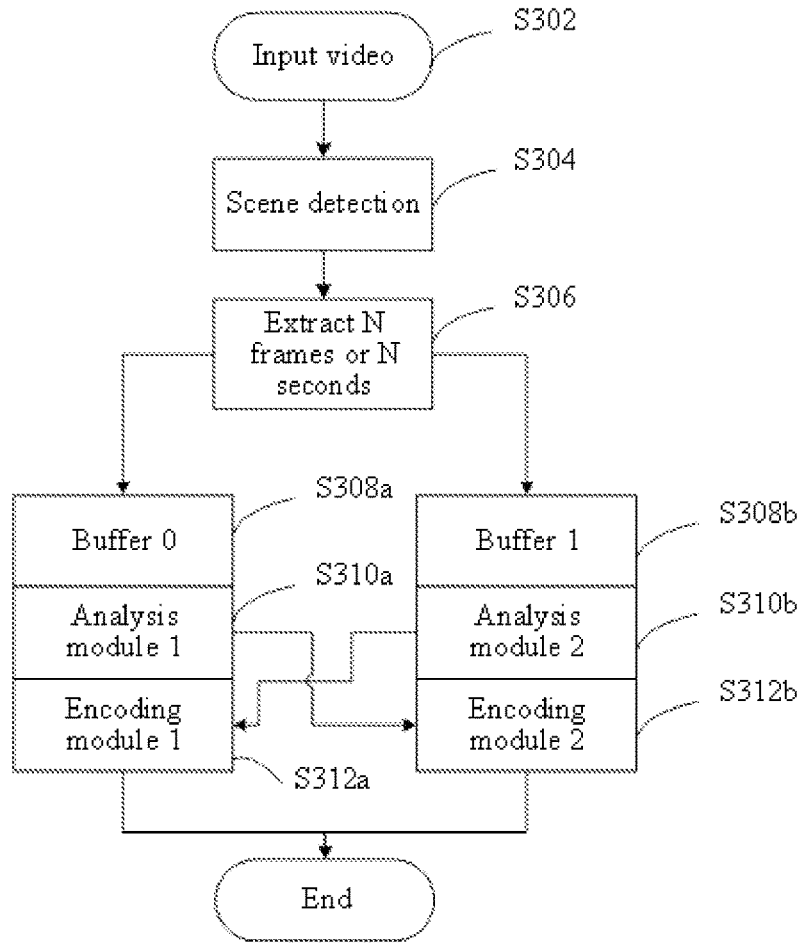 Input video
S302
Scene detection
S304
Extract N
frames or N
seconds
S306
Buffer 0
S308a
Analysis
module 1
S310a
Encoding
module 1
S312a
Buffer 1
S308b
Analysis
module 2
S310b
Encoding
module 2
S312b
End